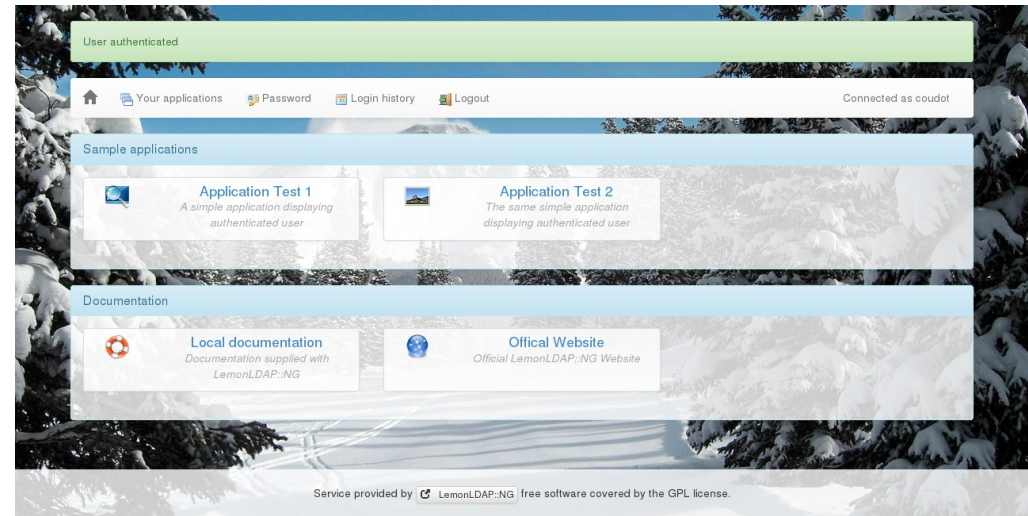 User authenticated
Your applications Password Login history Logout Connected as coudot
Sample applications
Application Test 1
A simple application displaying
authenticated user
Application Test 2
The same simple application
displaying authenticated user
Documentation
Local documentation
Documentation supplied with
LemonLDAP::NG
Offical Website
Official LemonLDAP::NG Website
Service provided by LemonLDAP::NG free software covered by the GPL license.